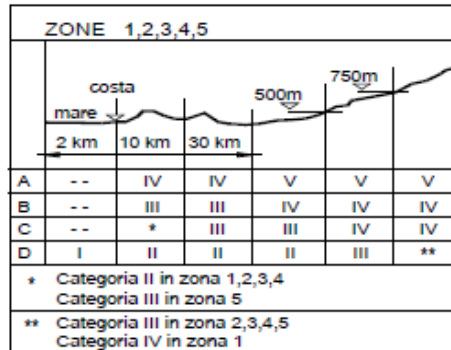 ZONE 1,2,3,4,5
costa
mare
500m
750m
2 km 10 km 30 km
A -- IV IV V V V
B -- III III IV IV IV
C -- * III III IV IV
D I II II II III **
* Categoria II in zona 1,2,3,4
Categoria III in zona 5
** Categoria III in zona 2,3,4,5
Categoria IV in zona 1